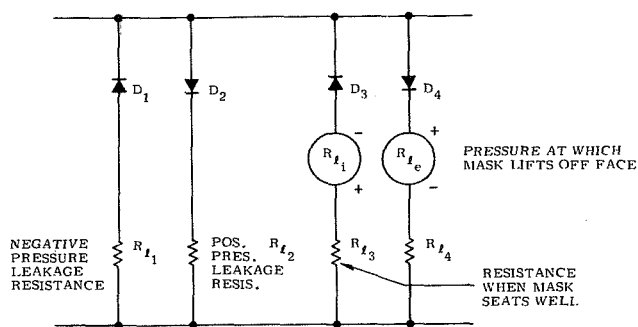 D1
D2
D3
D4
-
+
Rℓi
Rℓe
+
-
PRESSURE AT WHICH
MASK LIFTS OFF FACE
NEGATIVE
PRESSURE
LEAKAGE
RESISTANCE
Rℓ1
POS.
PRES.
LEAKAGE
RESIS.
Rℓ2
Rℓ3
Rℓ4
RESISTANCE
WHEN MASK
SEATS WELL